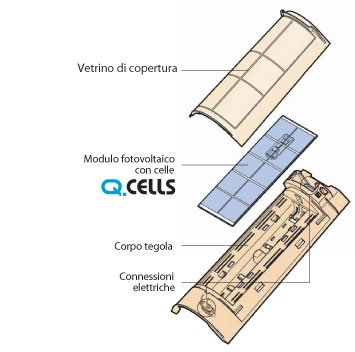 Vetrino di copertura
Modulo fotovoltaico
con celle
Q.CELLS
Corpo tegola
Connessioni
elettriche